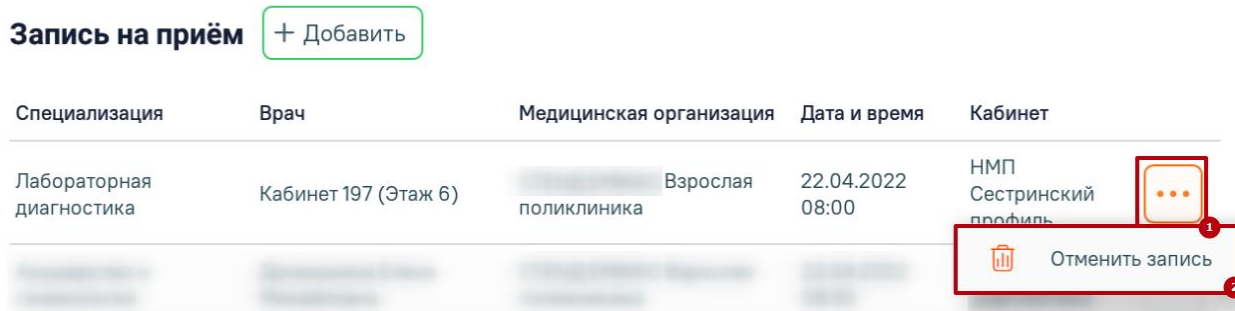 Запись на приём + Добавить
Специализация Врач Медицинская организация Дата и время Кабинет
Лабораторная диагностика
Кабинет 197 (Этаж 6)
Взрослая поликлиника
22.04.2022 08:00
НМП
Сестринский
профиль
1
Отменить запись
2